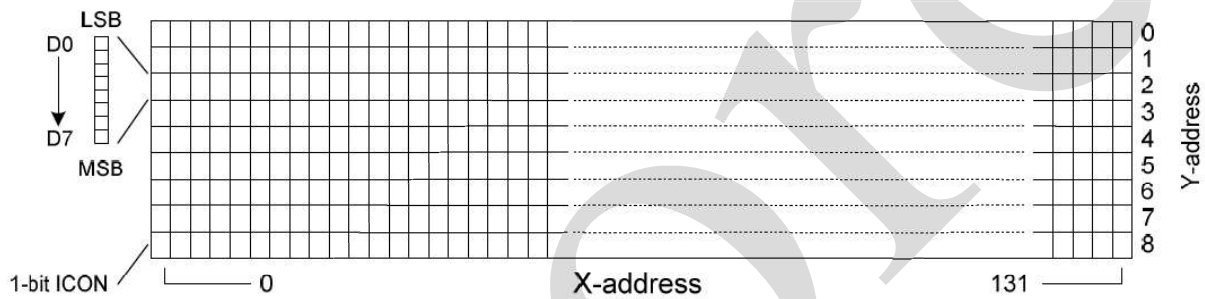 LSB
D0
D7
MSB
1-bit ICON
0
X-address
131
0
1
2
3
4
5
6
7
8
Y-address